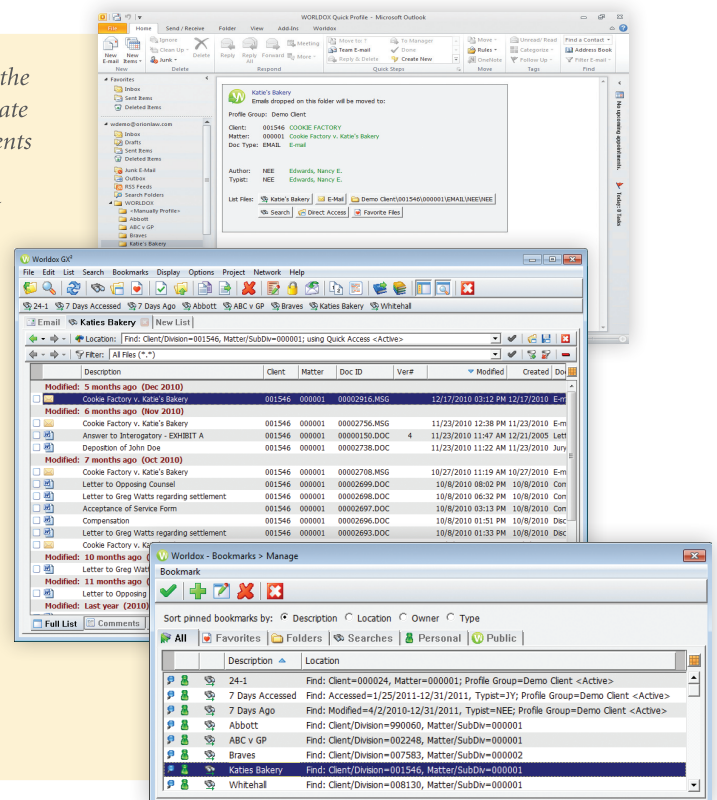 the
ate
ents
WORLDOX Quick Profile - Microsoft Outlook
File Home Send / Receive Folder View Add-Ins Worldox
New E-mail New Items Ignore Clean Up Junk Delete Reply Reply All Forward Meeting More Move to: ? Team E-mail Reply & Delete To Manager Done Create New Move Rules OneNote Unread/ Read Categorize Follow Up Find a Contact Address Book Filter E-mail
New Delete Respond Quick Steps Move Tags Find
Favorites
Inbox
Sent Items
Deleted Items
wdemo@orionlaw.com
Inbox
Drafts
Sent Items
Deleted Items
Junk E-Mail
Outbox
RSS Feeds
Search Folders
WORLDOX
<Manually Profile>
Abbott
ABC v GP
Braves
Katie's Bakery
Katie's Bakery
Emails dropped on this folder will be moved to:
Profile Group: Demo Client
Client: 001546 COOKIE FACTORY
Matter: 000001 Cookie Factory v. Katie's Bakery
Doc Type: EMAIL E-mail
Author: NEE Edwards, Nancy E.
Typist: NEE Edwards, Nancy E.
List Files: Katie's Bakery E-Mail Demo Client\001546\000001\EMAIL\NEE\NEE
Search Direct Access Favorite Files
No upcoming appointments.
Today: 8 Tasks
Worldox GX²
File Edit List Search Bookmarks Display Options Project Network Help
24-1 7 Days Accessed 7 Days Ago Abbott ABC v GP Braves Katies Bakery Whitehall
Email Katies Bakery New List
Location: Find: Client/Division=001546, Matter/SubDiv=000001; using Quick Access <Active>
Filter: All Files (*.*)
Description Client Matter Doc ID Ver# Modified Created Doc
Modified: 5 months ago (Dec 2010)
Cookie Factory v. Katie's Bakery 001546 000001 00002916.MSG 12/17/2010 03:12 PM 12/17/2010 E-m
Modified: 6 months ago (Nov 2010)
Cookie Factory v. Katie's Bakery 001546 000001 00002756.MSG 11/23/2010 12:38 PM 11/23/2010 E-m
Answer to Interogatory - EXHIBIT A 001546 000001 00000150.DOC 4 11/23/2010 11:47 AM 12/21/2005 Lett
Deposition of John Doe 001546 000001 00002738.DOC 11/23/2010 11:22 AM 11/23/2010 Jury
Modified: 7 months ago (Oct 2010)
Cookie Factory v. Katie's Bakery 001546 000001 00002708.MSG 10/27/2010 11:19 AM 10/27/2010 E-m
Letter to Opposing Counsel 001546 000001 00002699.DOC 10/8/2010 08:02 PM 10/8/2010 Con
Letter to Greg Watts regarding settlement 001546 000001 00002698.DOC 10/8/2010 06:32 PM 10/8/2010 Con
Acceptance of Service Form 001546 000001 00002697.DOC 10/8/2010 03:13 PM 10/8/2010 Con
Compensation 001546 000001 00002696.DOC 10/8/2010 01:51 PM 10/8/2010 Disc
Letter to Greg Watts regarding settlement 001546 000001 00002693.DOC 10/8/2010 01:33 PM 10/8/2010 Disc
Cookie Factory v. Ka
Modified: 10 months ago (
Letter to Greg Wat
Modified: 11 months ago (
Letter to Opposing
Modified: Last year (2010)
Full List Comments
Worldox - Bookmarks > Manage
Bookmark
Sort pinned bookmarks by: Description Location Owner Type
All Favorites Folders Searches Personal Public
Description Location
24-1 Find: Client=000024, Matter=000001; Profile Group=Demo Client <Active>
7 Days Accessed Find: Accessed=1/25/2011-12/31/2011, Typist=JY; Profile Group=Demo Client <Active>
7 Days Ago Find: Modified=4/2/2010-12/31/2011, Typist=NEE; Profile Group=Demo Client <Active>
Abbott Find: Client/Division=990060, Matter/SubDiv=000001
ABC v GP Find: Client/Division=002248, Matter/SubDiv=000001
Braves Find: Client/Division=007583, Matter/SubDiv=000002
Katies Bakery Find: Client/Division=001546, Matter/SubDiv=000001
Whitehall Find: Client/Division=008130, Matter/SubDiv=000001